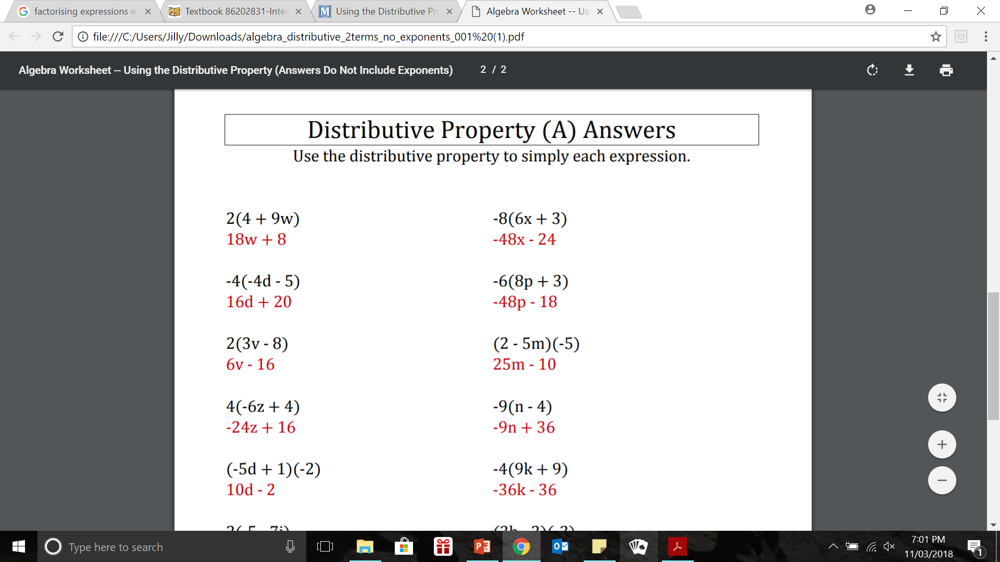 factorising expressions w
Textbook 86202831-Inter
Using the Distributive Pro
Algebra Worksheet -- Us
file:///C:/Users/Jilly/Downloads/algebra_distributive_2terms_no_exponents_001%20(1).pdf
Algebra Worksheet -- Using the Distributive Property (Answers Do Not Include Exponents)
2 / 2
Distributive Property (A) Answers
Use the distributive property to simply each expression.
2(4 + 9w)
18w + 8
-8(6x + 3)
-48x - 24
-4(-4d - 5)
16d + 20
-6(8p + 3)
-48p - 18
2(3v - 8)
6v - 16
(2 - 5m)(-5)
25m - 10
4(-6z + 4)
-24z + 16
-9(n - 4)
-9n + 36
(-5d + 1)(-2)
10d - 2
-4(9k + 9)
-36k - 36
Type here to search
7:01 PM
11/03/2018
1